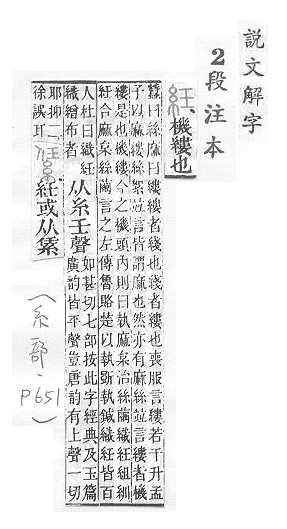 說文解字
2段注本
紝、機縷也
蠶曰絲麻曰縷縷者綫也綫者縷也喪服言縷若干升孟
子以麻縷絲絮竝言皆謂麻也然亦有麻絲竝言縷者機
縷是也機縷今之機頭內則曰執麻枲治絲繭織紝組紃
紝合麻枲絲繭言之左傳魯賂楚以執斲執鍼織紝皆百
人杜曰織紝
織繒布者
从糸壬聲
如甚切七部按此字經典及玉篇
廣韵皆平聲豈唐韵有上聲一切
耶抑二
徐誤耳
紝或从
(糸部·P651)